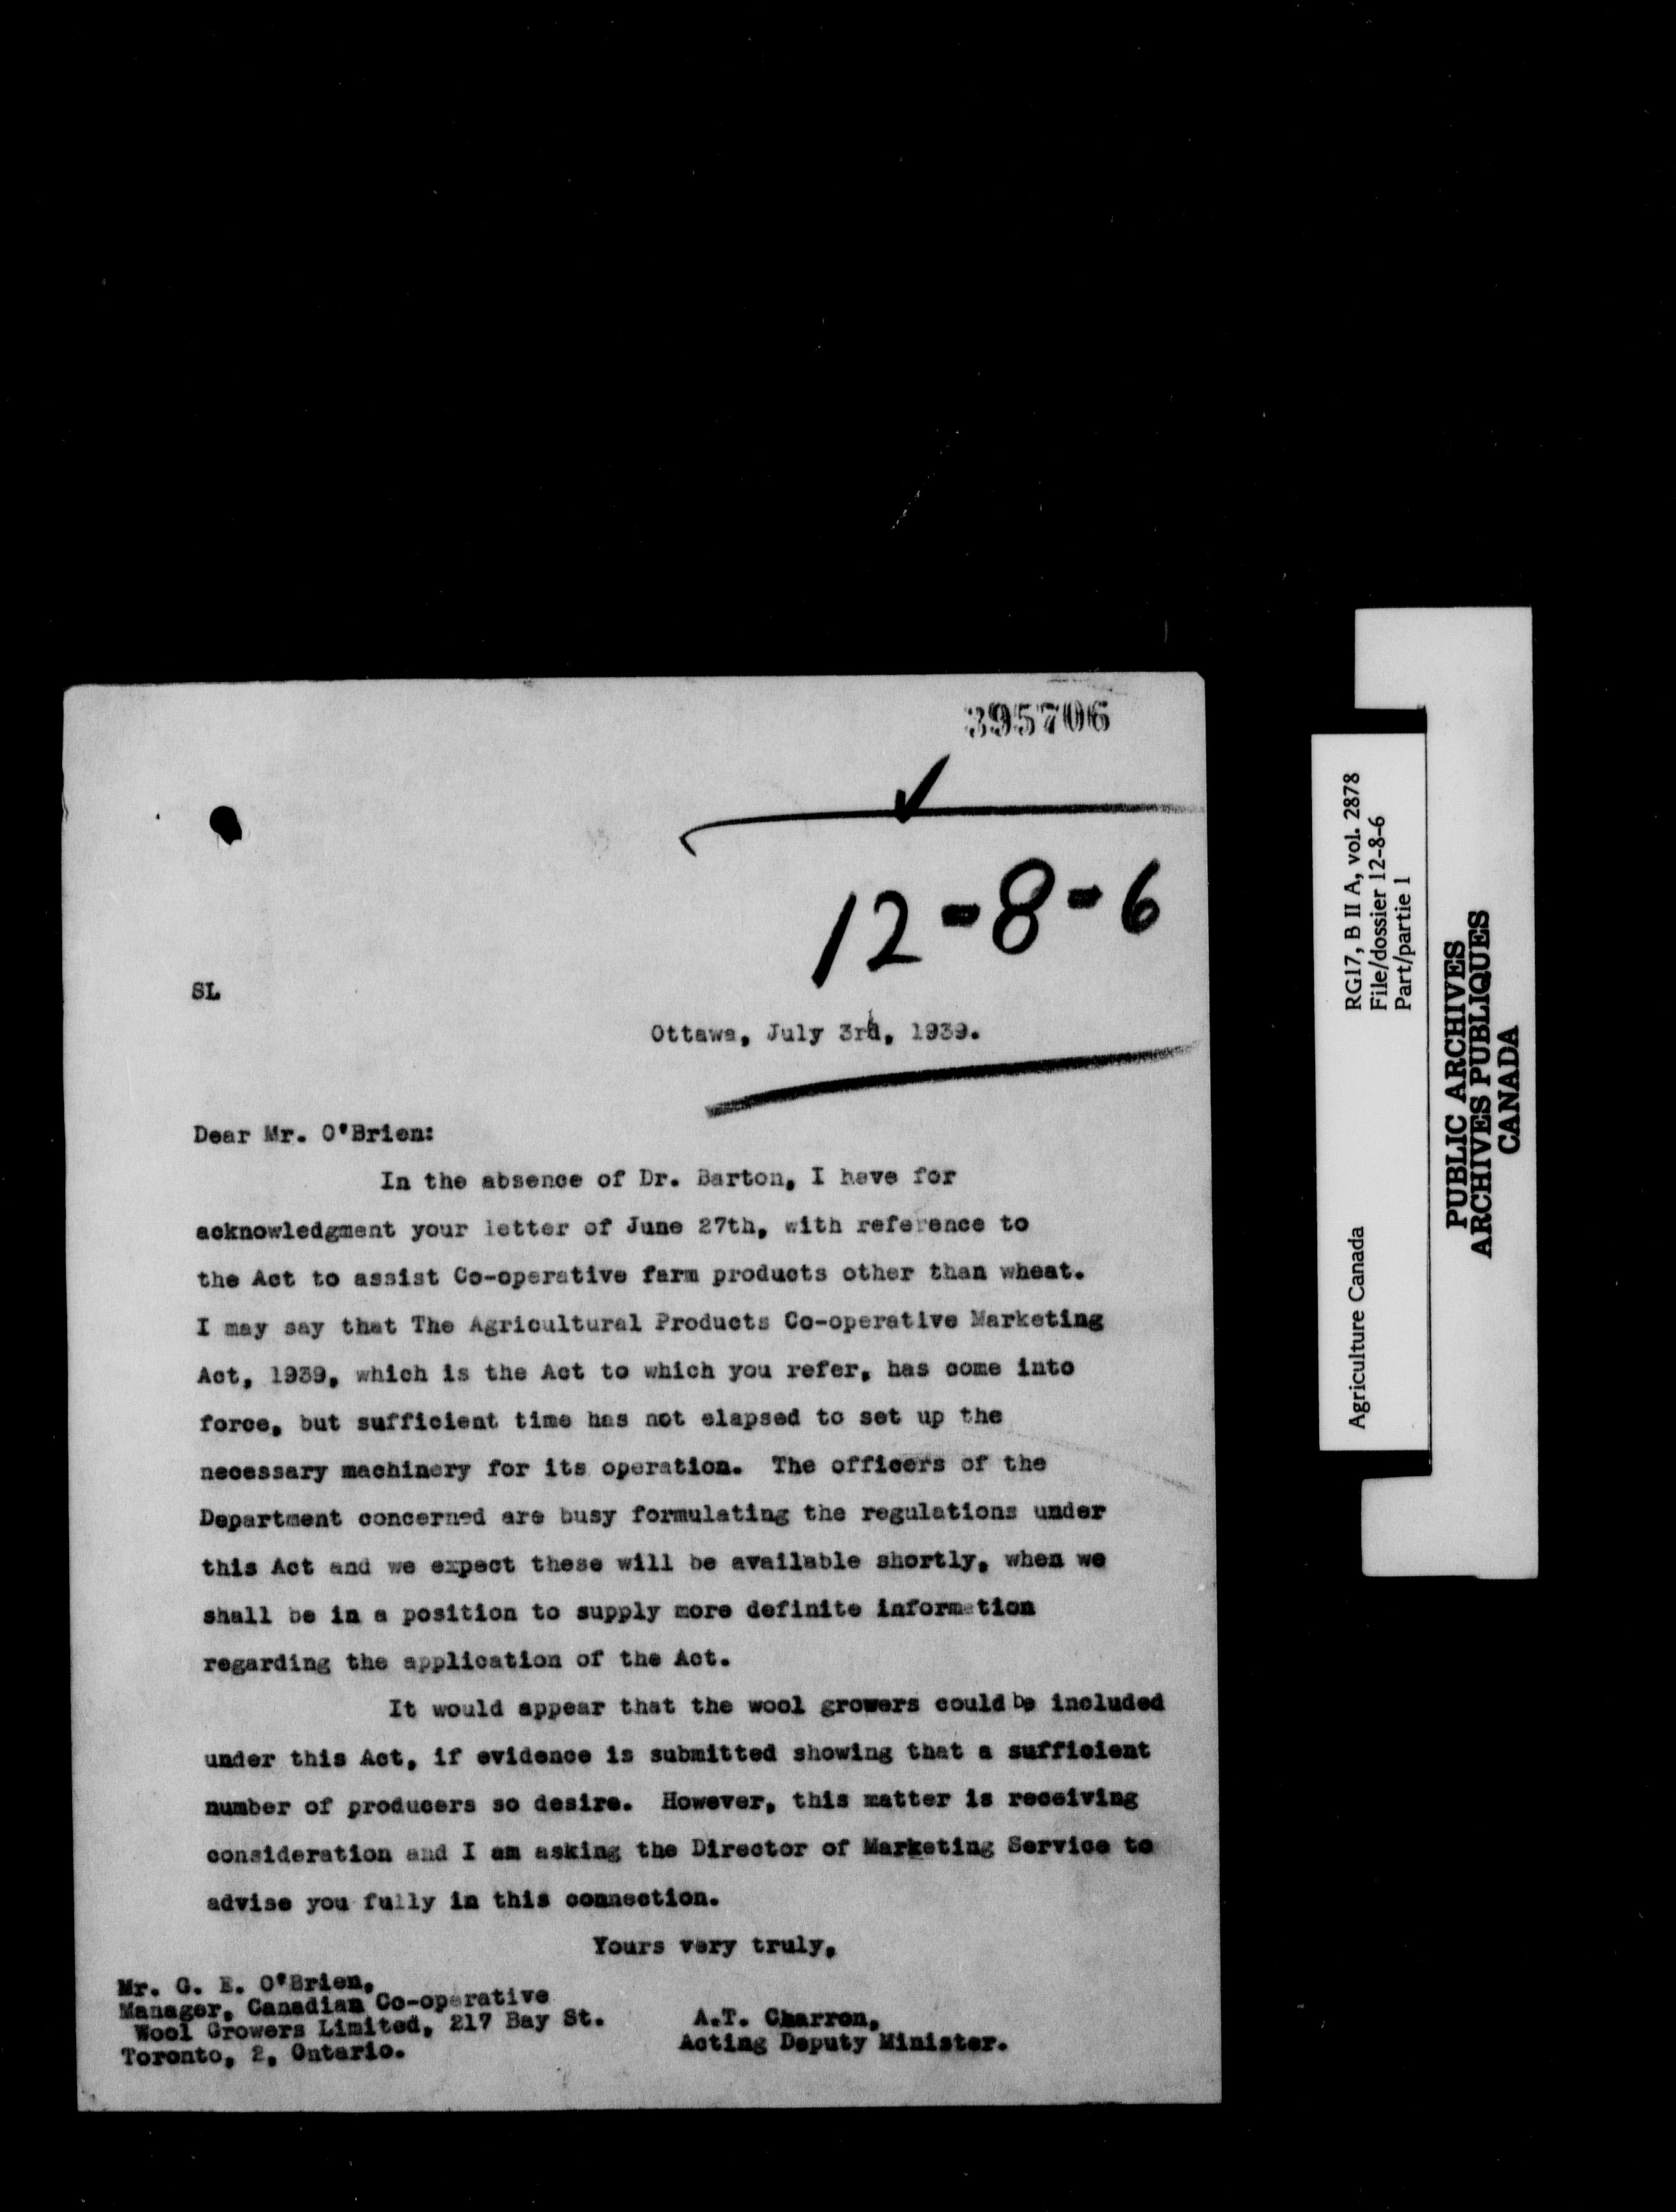 395706
12-8-6
SL
Ottawa, July 3rd, 1939.
Dear Mr. O'Brien:
In the absence of Dr. Barton, I have for
acknowledgment your letter of June 27th, with reference to
the Act to assist Co-operative farm products other than wheat.
I may say that The Agricultural Products Co-operative Marketing
Act, 1939, which is the Act to which you refer, has come into
force, but sufficient time has not elapsed to set up the
necessary machinery for its operation. The officers of the
Department concerned are busy formulating the regulations under
this Act and we expect these will be available shortly, when we
shall be in a position to supply more definite information
regarding the application of the Act.
It would appear that the wool growers could be included
under this Act, if evidence is submitted showing that a sufficient
number of producers so desire. However, this matter is receiving
consideration and I am asking the Director of Marketing Service to
advise you fully in this connection.
Yours very truly,
Mr. G. E. O'Brien,
Manager, Canadian Co-operative
Wool Growers Limited, 217 Bay St.
Toronto, 2, Ontario.
A.T. Charron,
Acting Deputy Minister.
Agriculture Canada
RG17, B II A, vol. 2878
File/dossier 12-8-6
Part/partie 1
PUBLIC ARCHIVES
ARCHIVES PUBLIQUES
CANADA